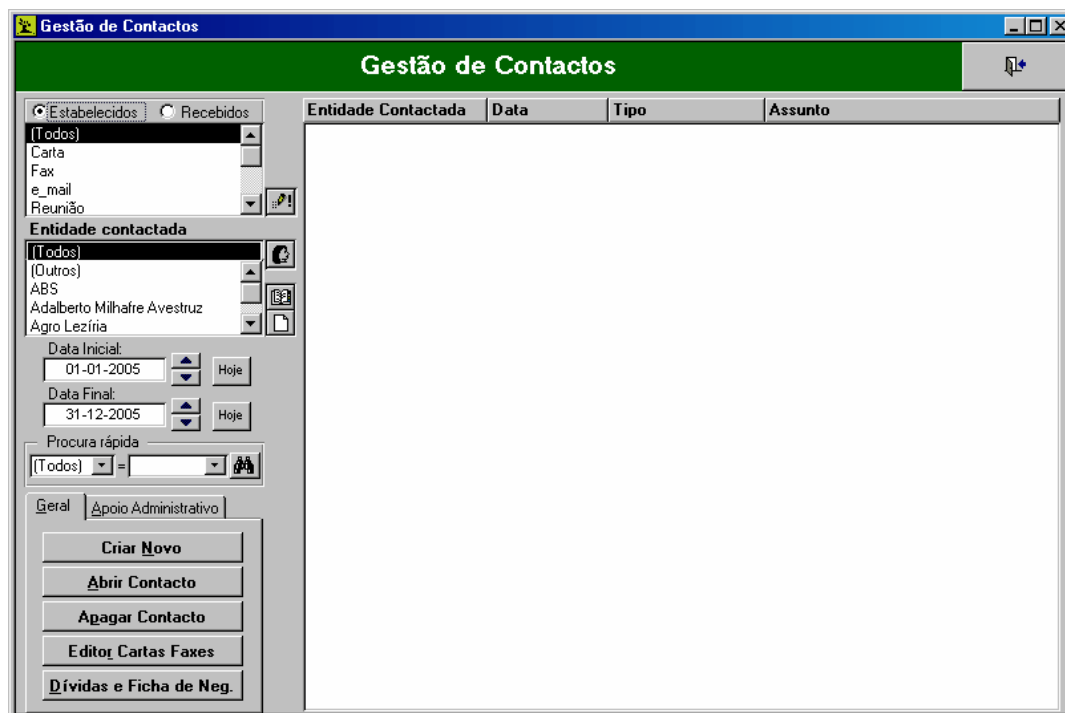 Gestão de Contactos
Gestão de Contactos
Estabelecidos Recebidos
(Todos)
Carta
Fax
e_mail
Reunião
Entidade contactada
(Todos)
(Outros)
ABS
Adalberto Milhafre Avestruz
Agro Lezíria
Data Inicial:
01-01-2005 Hoje
Data Final:
31-12-2005 Hoje
Procura rápida
(Todos) =
Geral Apoio Administrativo
Criar Novo
Abrir Contacto
Apagar Contacto
Editor Cartas Faxes
Dívidas e Ficha de Neg.
Entidade Contactada Data Tipo Assunto